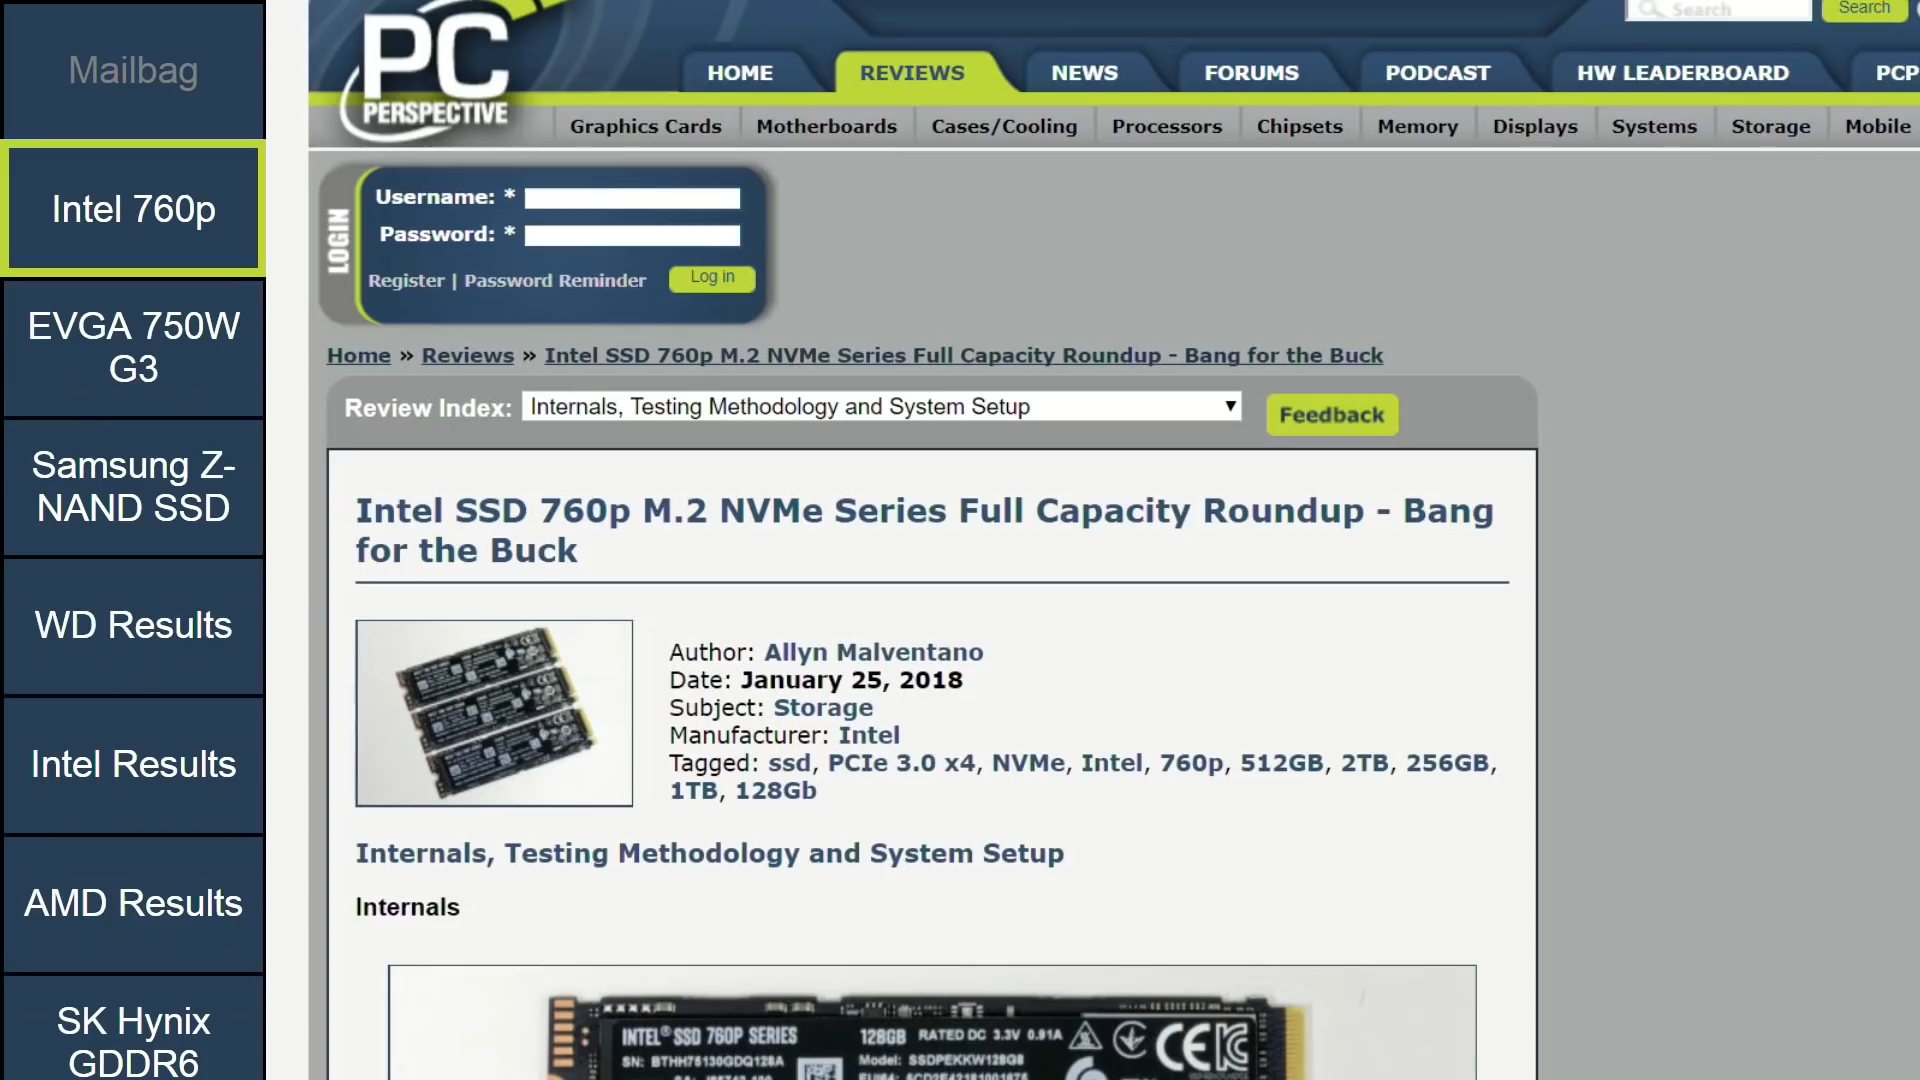 Mailbag
Intel 760p
EVGA 750W
G3
Samsung Z-
NAND SSD
WD Results
Intel Results
AMD Results
SK Hynix
GDDR6
PC
PERSPECTIVE
Search
Search
HOME
REVIEWS
NEWS
FORUMS
PODCAST
HW LEADERBOARD
PCP
Graphics Cards
Motherboards
Cases/Cooling
Processors
Chipsets
Memory
Displays
Systems
Storage
Mobile
LOGIN
Username: *
Password: *
Register | Password Reminder
Log in
Home » Reviews » Intel SSD 760p M.2 NVMe Series Full Capacity Roundup - Bang for the Buck
Review Index: Internals, Testing Methodology and System Setup
Feedback
Intel SSD 760p M.2 NVMe Series Full Capacity Roundup - Bang
for the Buck
Author: Allyn Malventano
Date: January 25, 2018
Subject: Storage
Manufacturer: Intel
Tagged: ssd, PCIe 3.0 x4, NVMe, Intel, 760p, 512GB, 2TB, 256GB,
1TB, 128Gb
Internals, Testing Methodology and System Setup
Internals
INTEL® SSD 760P SERIES
128GB RATED DC 3.3V 0.91A
SN: BTHH75130GDQ128A
Model: SSDPEKKW128G8